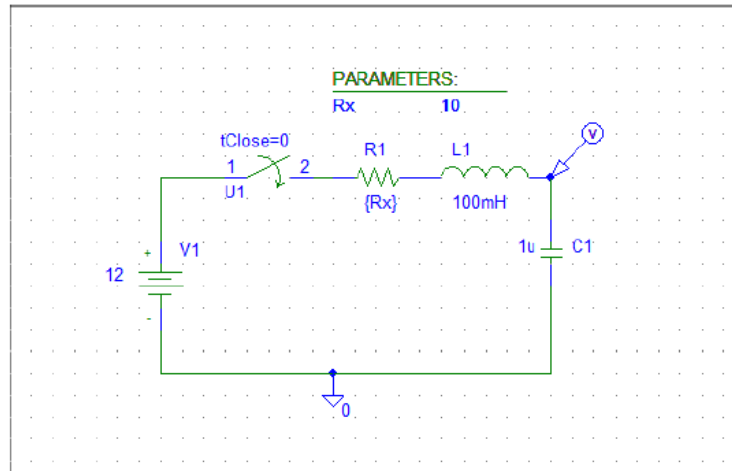 PARAMETERS:
Rx 10
tClose=0
1 2
U1
R1
{Rx}
L1
100mH
V
1u C1
+
V1
12
-
0